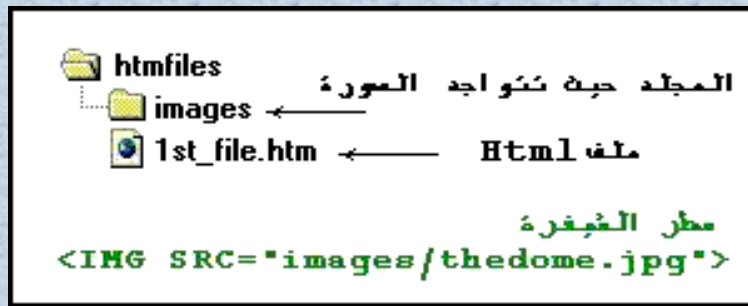 htmfiles
المجلد حيث تتواجد الصورة
images
1st_file.htm
ملف Html
سطر الشيفرة
<IMG SRC="images/thedome.jpg">